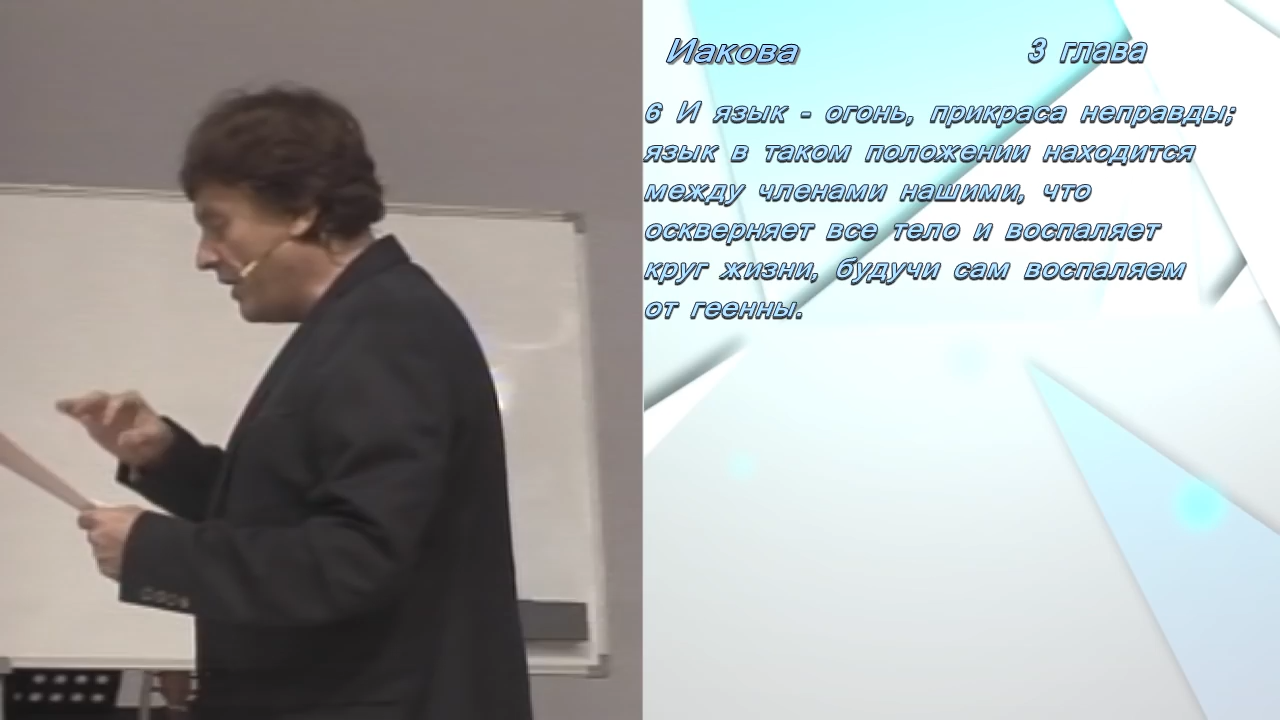 Иакова 3 глава
6 И язык - огонь, прикраса неправды;
язык в таком положении находится
между членами нашими, что
оскверняет все тело и воспаляет
круг жизни, будучи сам воспаляем
от геенны.